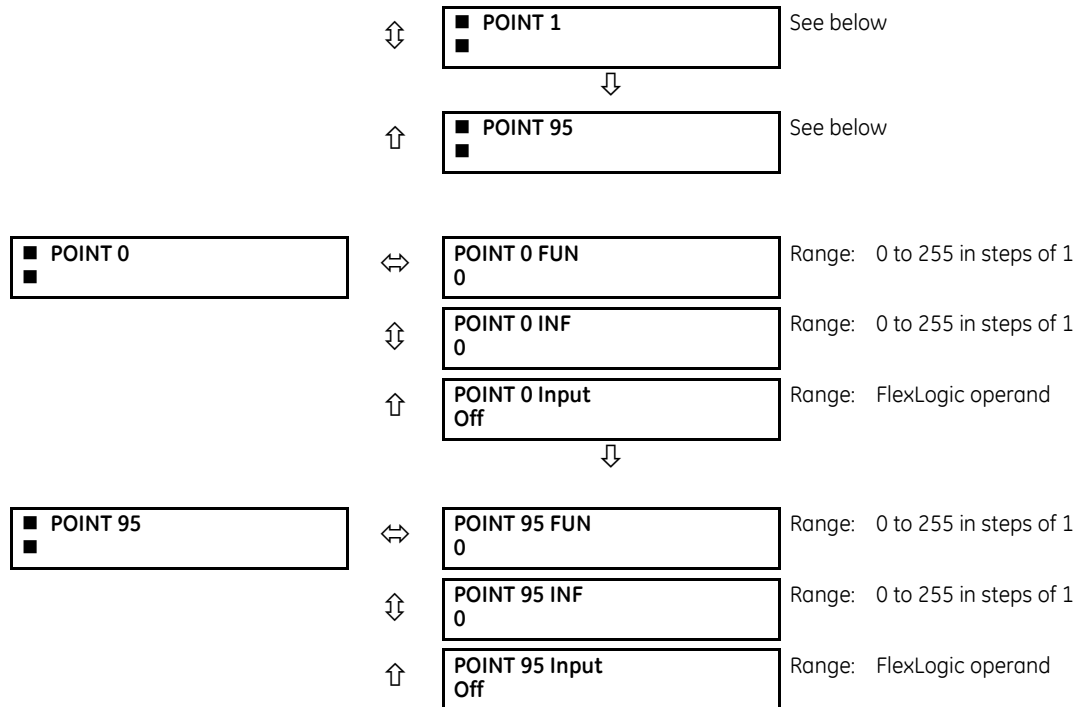 ■ POINT 1 See below
■
■ POINT 95 See below
■
■ POINT 0 POINT 0 FUN Range: 0 to 255 in steps of 1
■ 0
POINT 0 INF Range: 0 to 255 in steps of 1
0
POINT 0 Input Range: FlexLogic operand
Off
■ POINT 95 POINT 95 FUN Range: 0 to 255 in steps of 1
■ 0
POINT 95 INF Range: 0 to 255 in steps of 1
0
POINT 95 Input Range: FlexLogic operand
Off